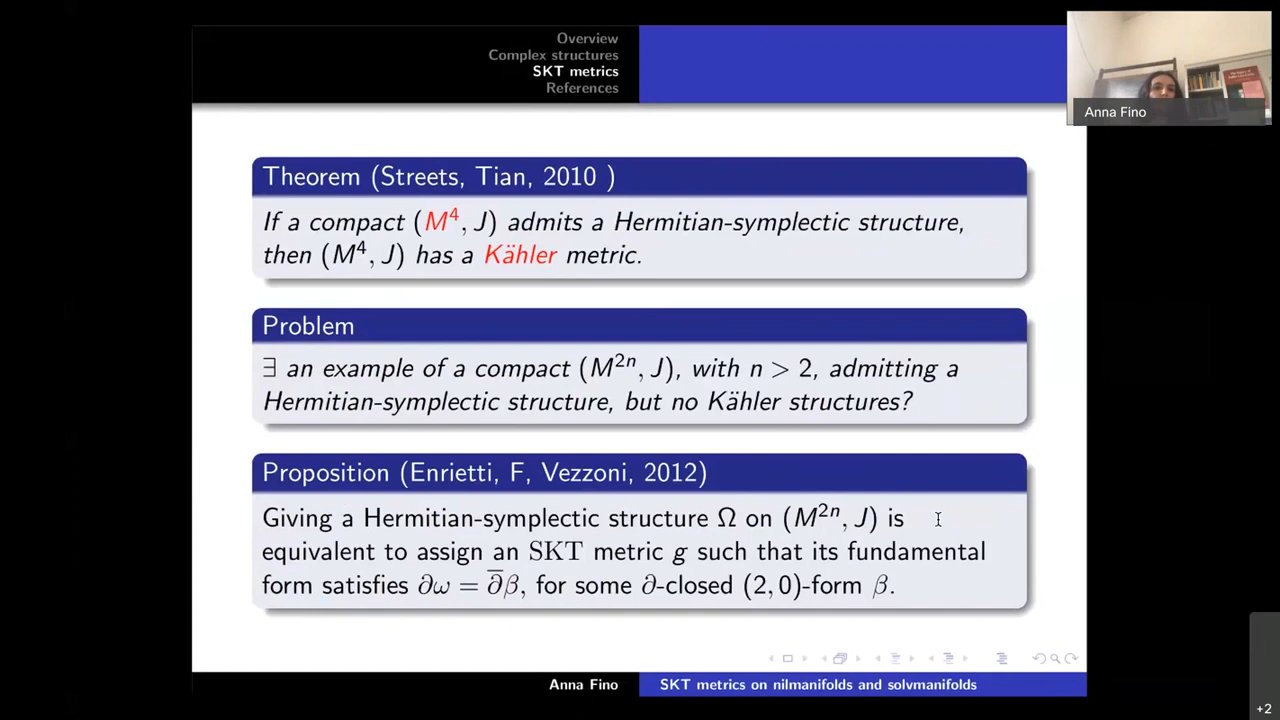 Overview
Complex structures
SKT metrics
References
Anna Fino
Theorem (Streets, Tian, 2010 )
If a compact (M⁴, J) admits a Hermitian-symplectic structure,
then (M⁴, J) has a Kähler metric.
Problem
∃ an example of a compact (M²ⁿ, J), with n > 2, admitting a
Hermitian-symplectic structure, but no Kähler structures?
Proposition (Enrietti, F, Vezzoni, 2012)
Giving a Hermitian-symplectic structure Ω on (M²ⁿ, J) is
equivalent to assign an SKT metric g such that its fundamental
form satisfies ∂ω = ∂̄β, for some ∂-closed (2, 0)-form β.
Anna Fino
SKT metrics on nilmanifolds and solvmanifolds
+2